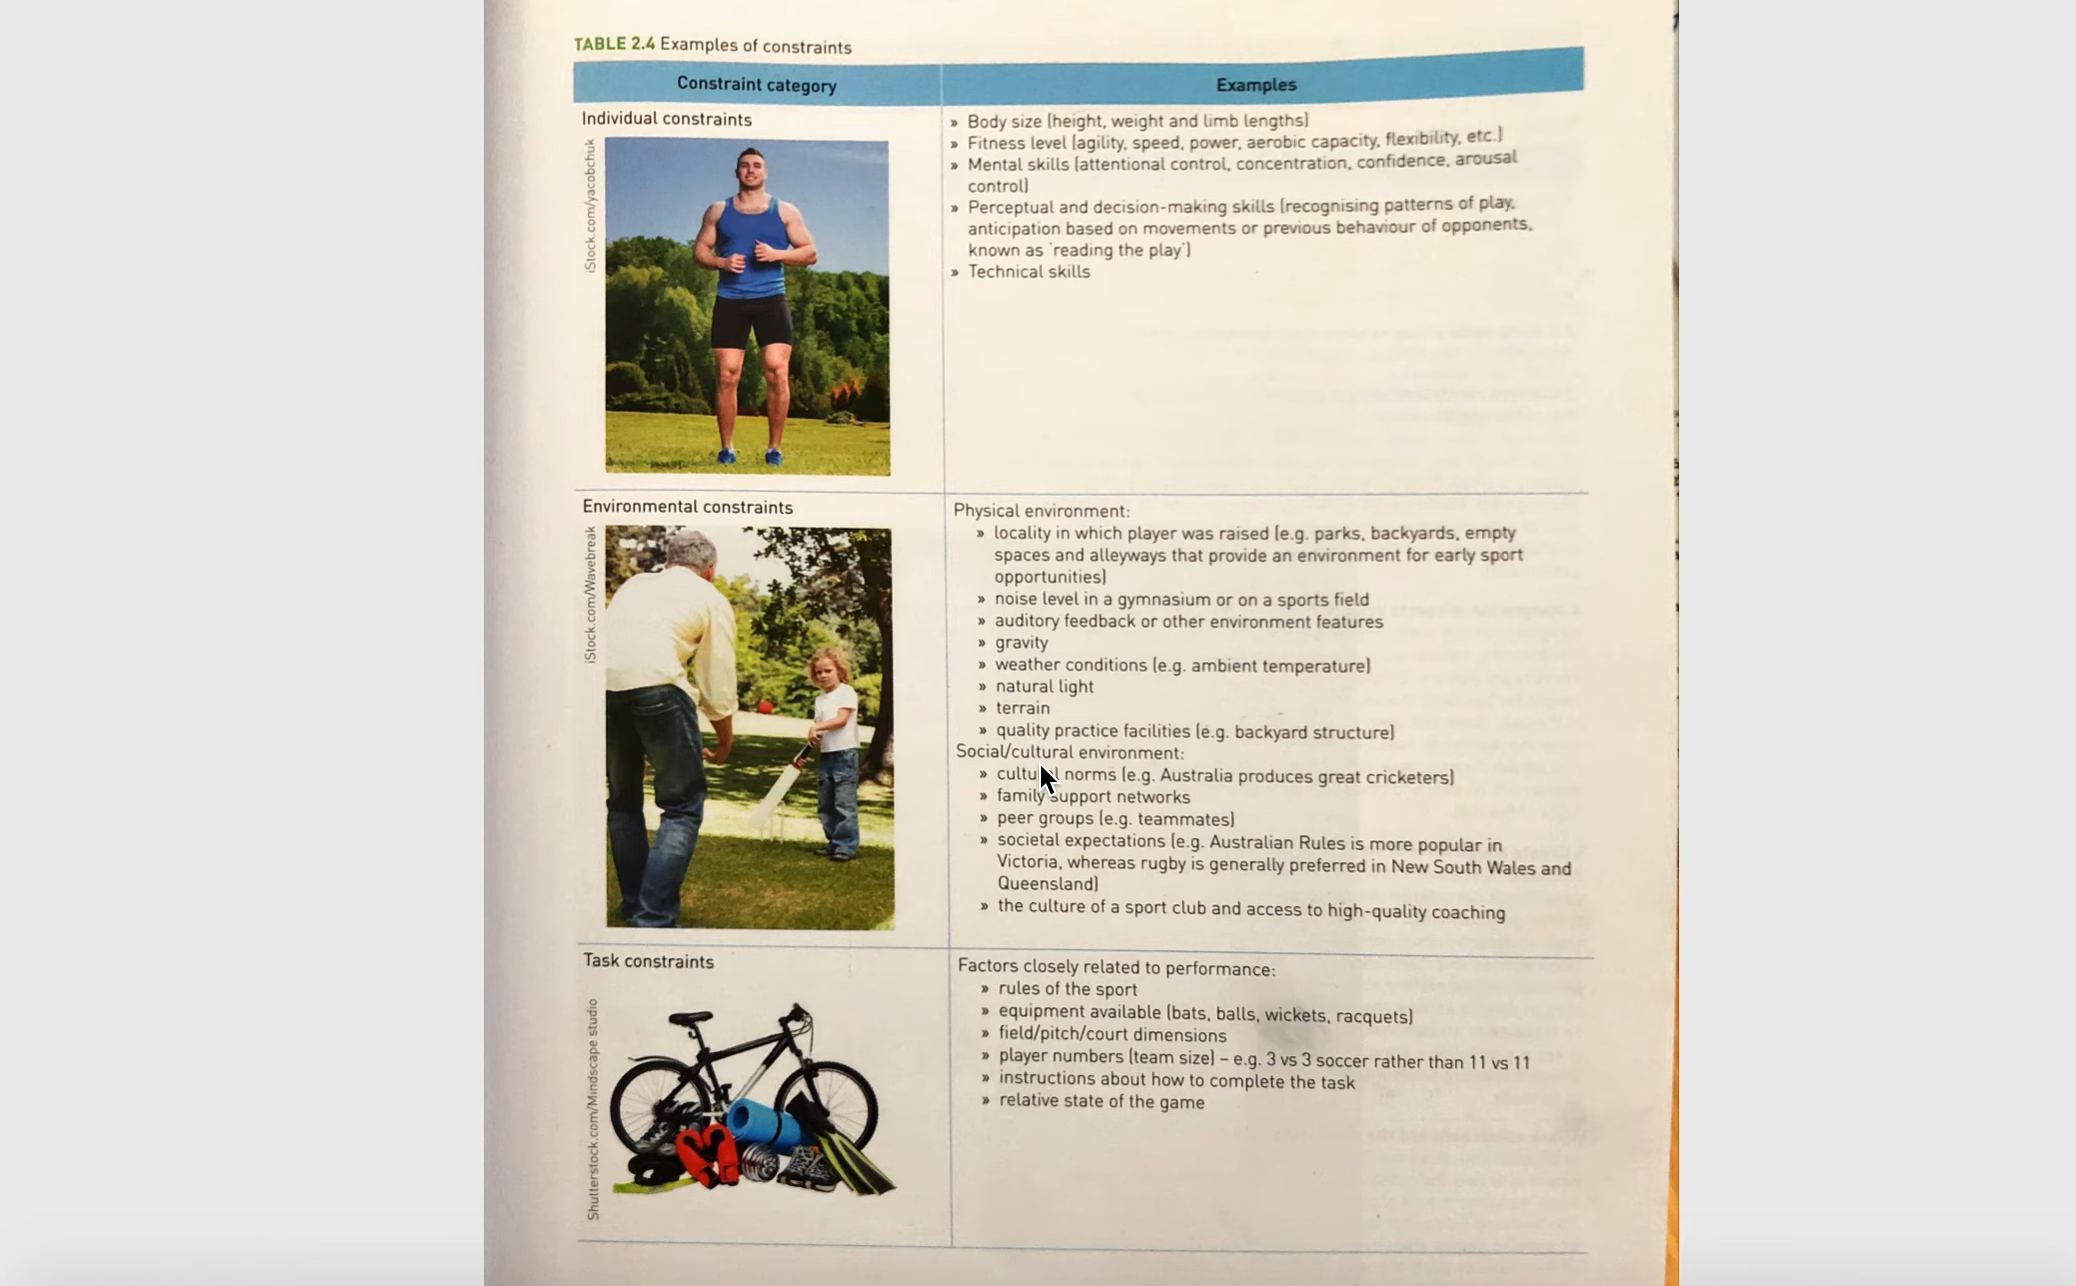 TABLE 2.4 Examples of constraints
Constraint category
Examples
Individual constraints
iStock.com/yacobchuk
» Body size (height, weight and limb lengths)
» Fitness level (agility, speed, power, aerobic capacity, flexibility, etc.)
» Mental skills (attentional control, concentration, confidence, arousal
control)
» Perceptual and decision-making skills (recognising patterns of play,
anticipation based on movements or previous behaviour of opponents,
known as 'reading the play')
» Technical skills
Environmental constraints
iStock.com/Wavebreak
Physical environment:
» locality in which player was raised (e.g. parks, backyards, empty
spaces and alleyways that provide an environment for early sport
opportunities)
» noise level in a gymnasium or on a sports field
» auditory feedback or other environment features
» gravity
» weather conditions (e.g. ambient temperature)
» natural light
» terrain
» quality practice facilities (e.g. backyard structure)
Social/cultural environment:
» cultural norms (e.g. Australia produces great cricketers)
» family support networks
» peer groups (e.g. teammates)
» societal expectations (e.g. Australian Rules is more popular in
Victoria, whereas rugby is generally preferred in New South Wales and
Queensland)
» the culture of a sport club and access to high-quality coaching
Task constraints
Shutterstock.com/Mindscape studio
Factors closely related to performance:
» rules of the sport
» equipment available (bats, balls, wickets, racquets)
» field/pitch/court dimensions
» player numbers (team size) – e.g. 3 vs 3 soccer rather than 11 vs 11
» instructions about how to complete the task
» relative state of the game